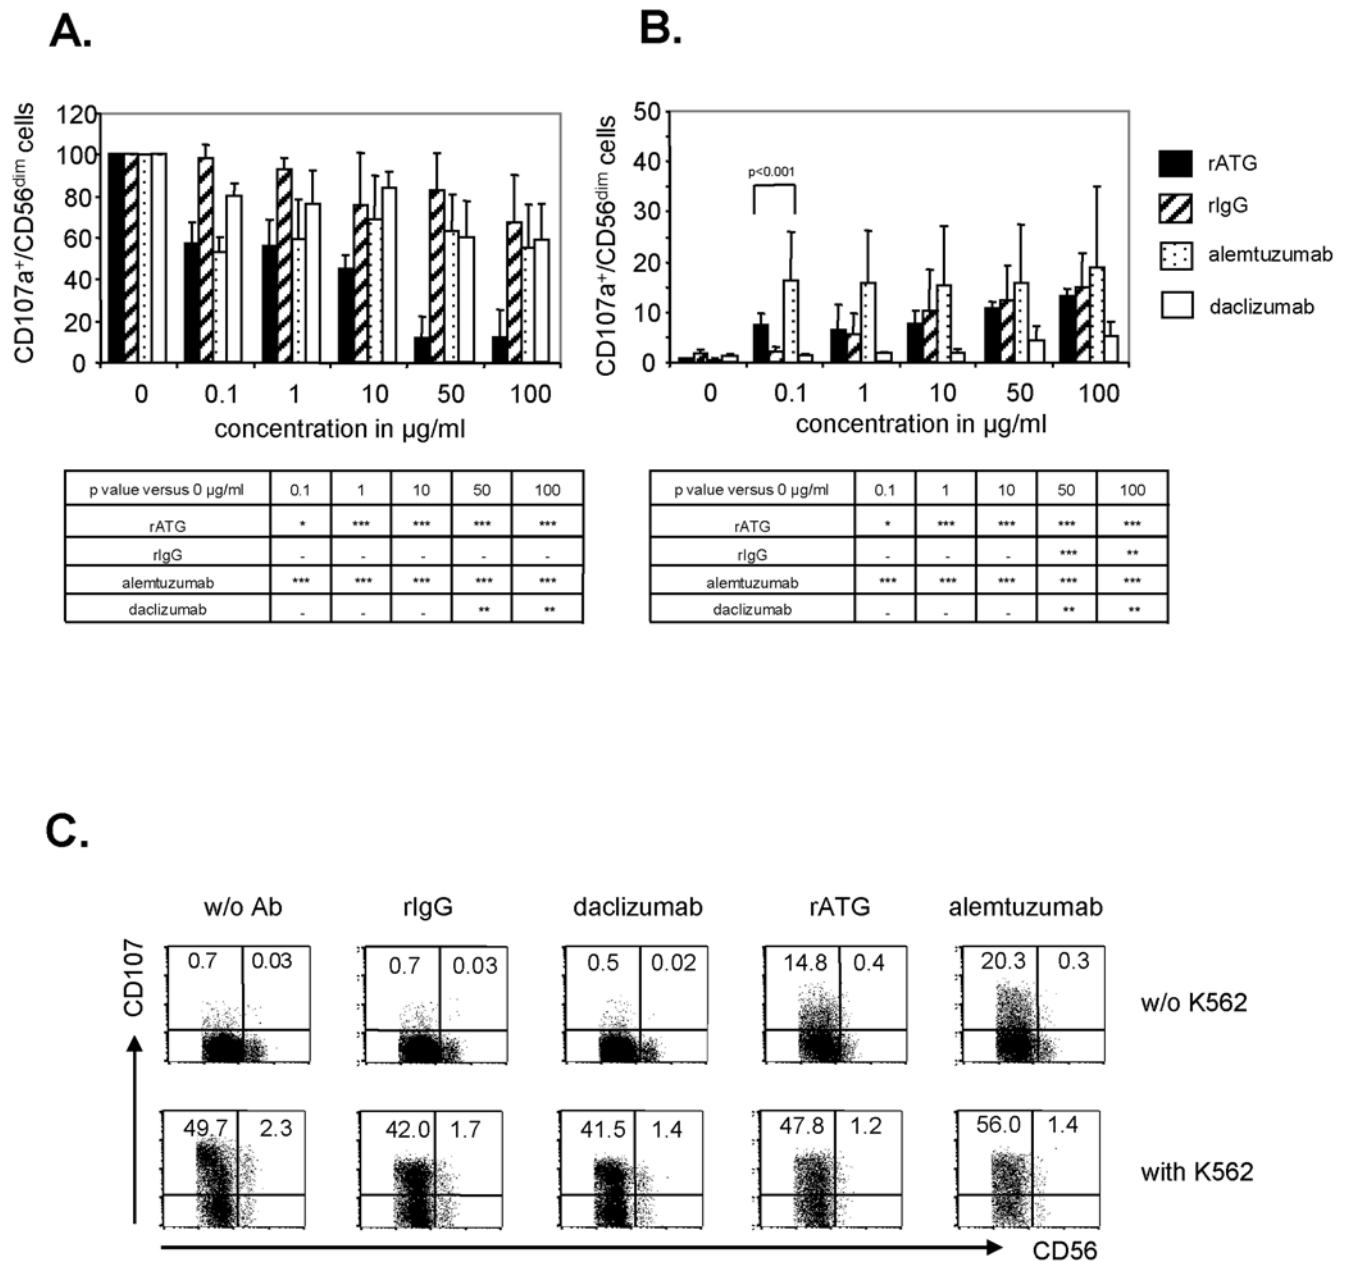 A.
B.
CD107a+/CD56dim cells
120
100
80
60
40
20
0
0 0.1 1 10 50 100
concentration in µg/ml
CD107a+/CD56dim cells
50
40
30
20
10
0
p<0.001
0 0.1 1 10 50 100
concentration in µg/ml
rATG
rIgG
alemtuzumab
daclizumab
p value versus 0 µg/ml 0.1 1 10 50 100
rATG * *** *** *** ***
rIgG - - - - -
alemtuzumab *** *** *** *** ***
daclizumab - - - ** **
p value versus 0 µg/ml 0.1 1 10 50 100
rATG * *** *** *** ***
rIgG - - - *** **
alemtuzumab *** *** *** *** ***
daclizumab - - - ** **
C.
w/o Ab rIgG daclizumab rATG alemtuzumab
CD107
0.7 0.03 0.7 0.03 0.5 0.02 14.8 0.4 20.3 0.3
w/o K562
49.7 2.3 42.0 1.7 41.5 1.4 47.8 1.2 56.0 1.4
with K562
CD56